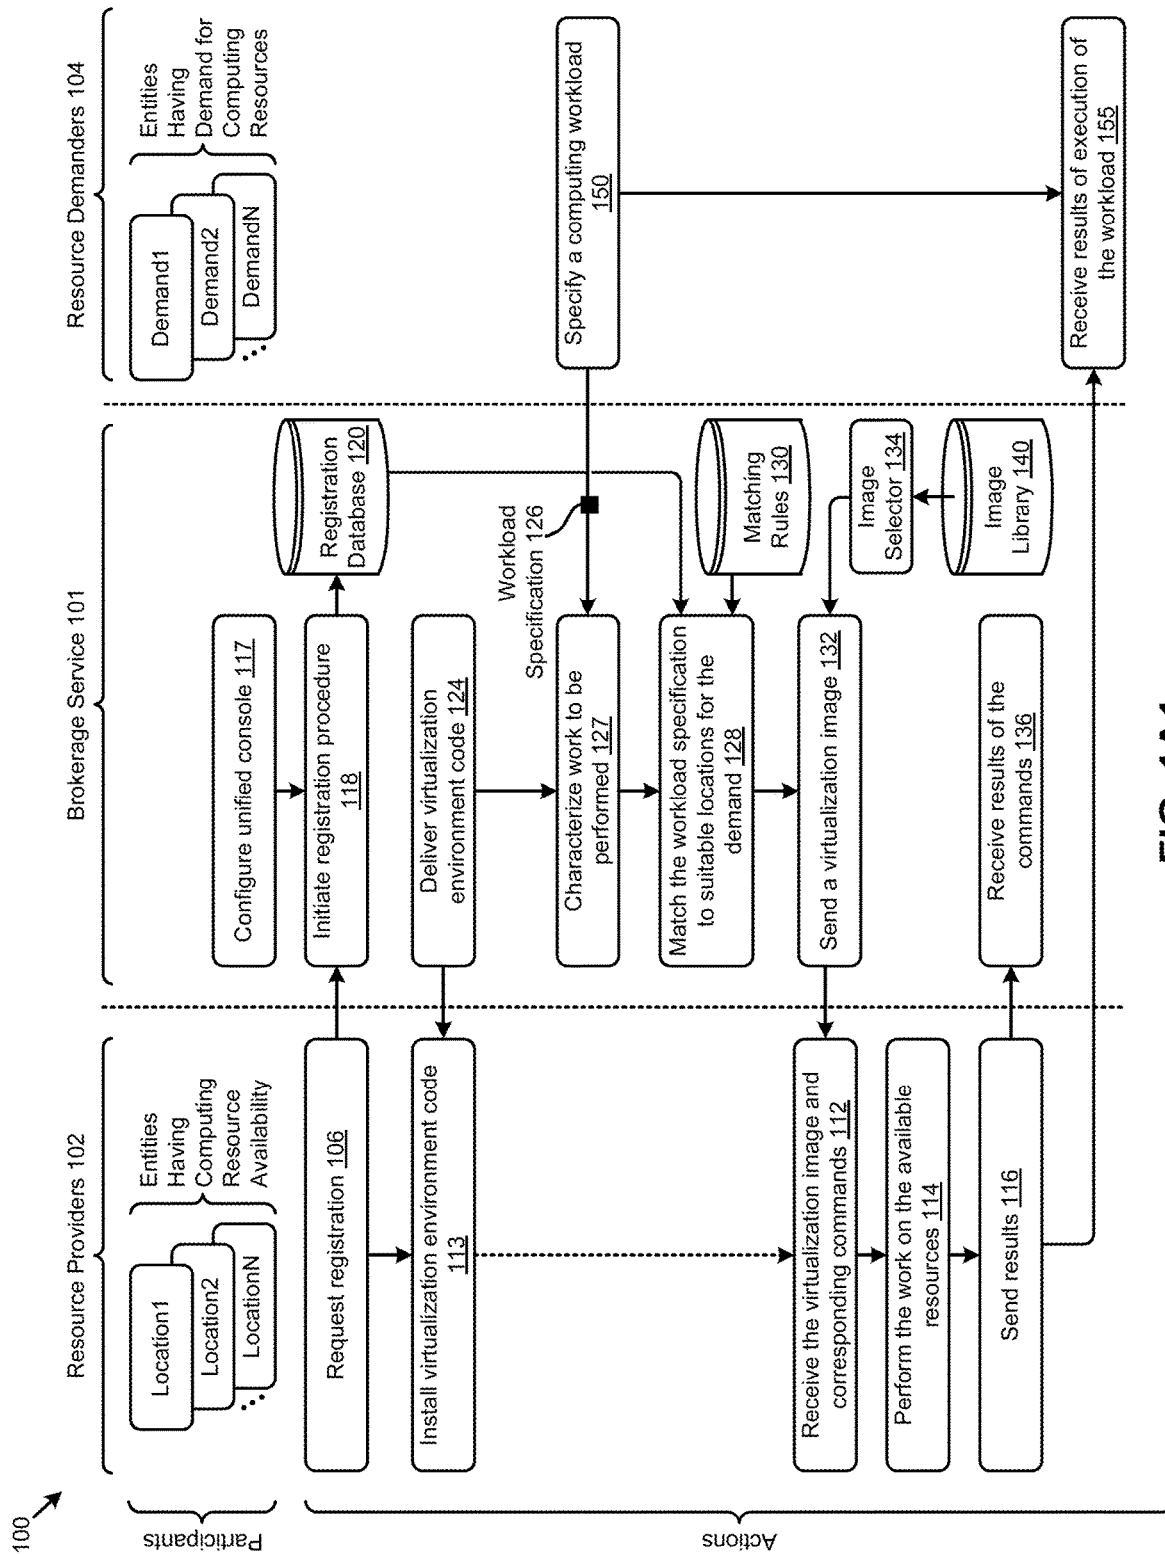 100
Participants
Resource Providers 102
Location1
Location2
LocationN
Entities
Having
Computing
Resource
Availability
Brokerage Service 101
Resource Demanders 104
Demand1
Demand2
DemandN
Entities
Having
Demand for
Computing
Resources
Actions
Request registration 106
Install virtualization environment code
113
Receive the virtualization image and
corresponding commands 112
Perform the work on the available
resources 114
Send results 116
Configure unified console 117
Initiate registration procedure
118
Deliver virtualization
environment code 124
Characterize work to be
performed 127
Match the workload specification
to suitable locations for the
demand 128
Send a virtualization image 132
Receive results of the
commands 136
Registration
Database 120
Workload
Specification 126
Matching
Rules 130
Image
Selector 134
Image
Library 140
Specify a computing workload
150
Receive results of execution of
the workload 155